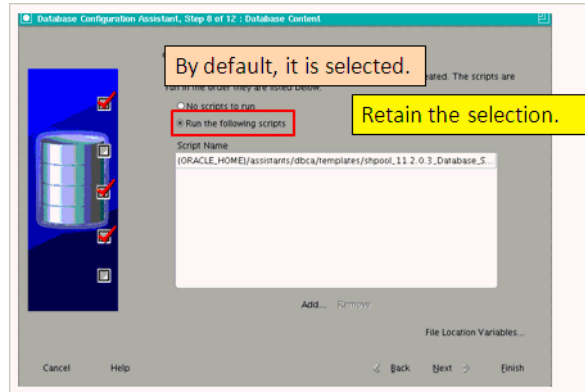 Database Configuration Assistant, Step 8 of 12 : Database Content
By default, it is selected.
eated. The scripts are
run in the order they are listed below.
No scripts to run
Run the following scripts
Retain the selection.
Script Name
{ORACLE_HOME}/assistants/dbca/templates/shpool_11.2.0.3_Database_S...
Add... Remove
File Location Variables...
Cancel Help Back Next Finish